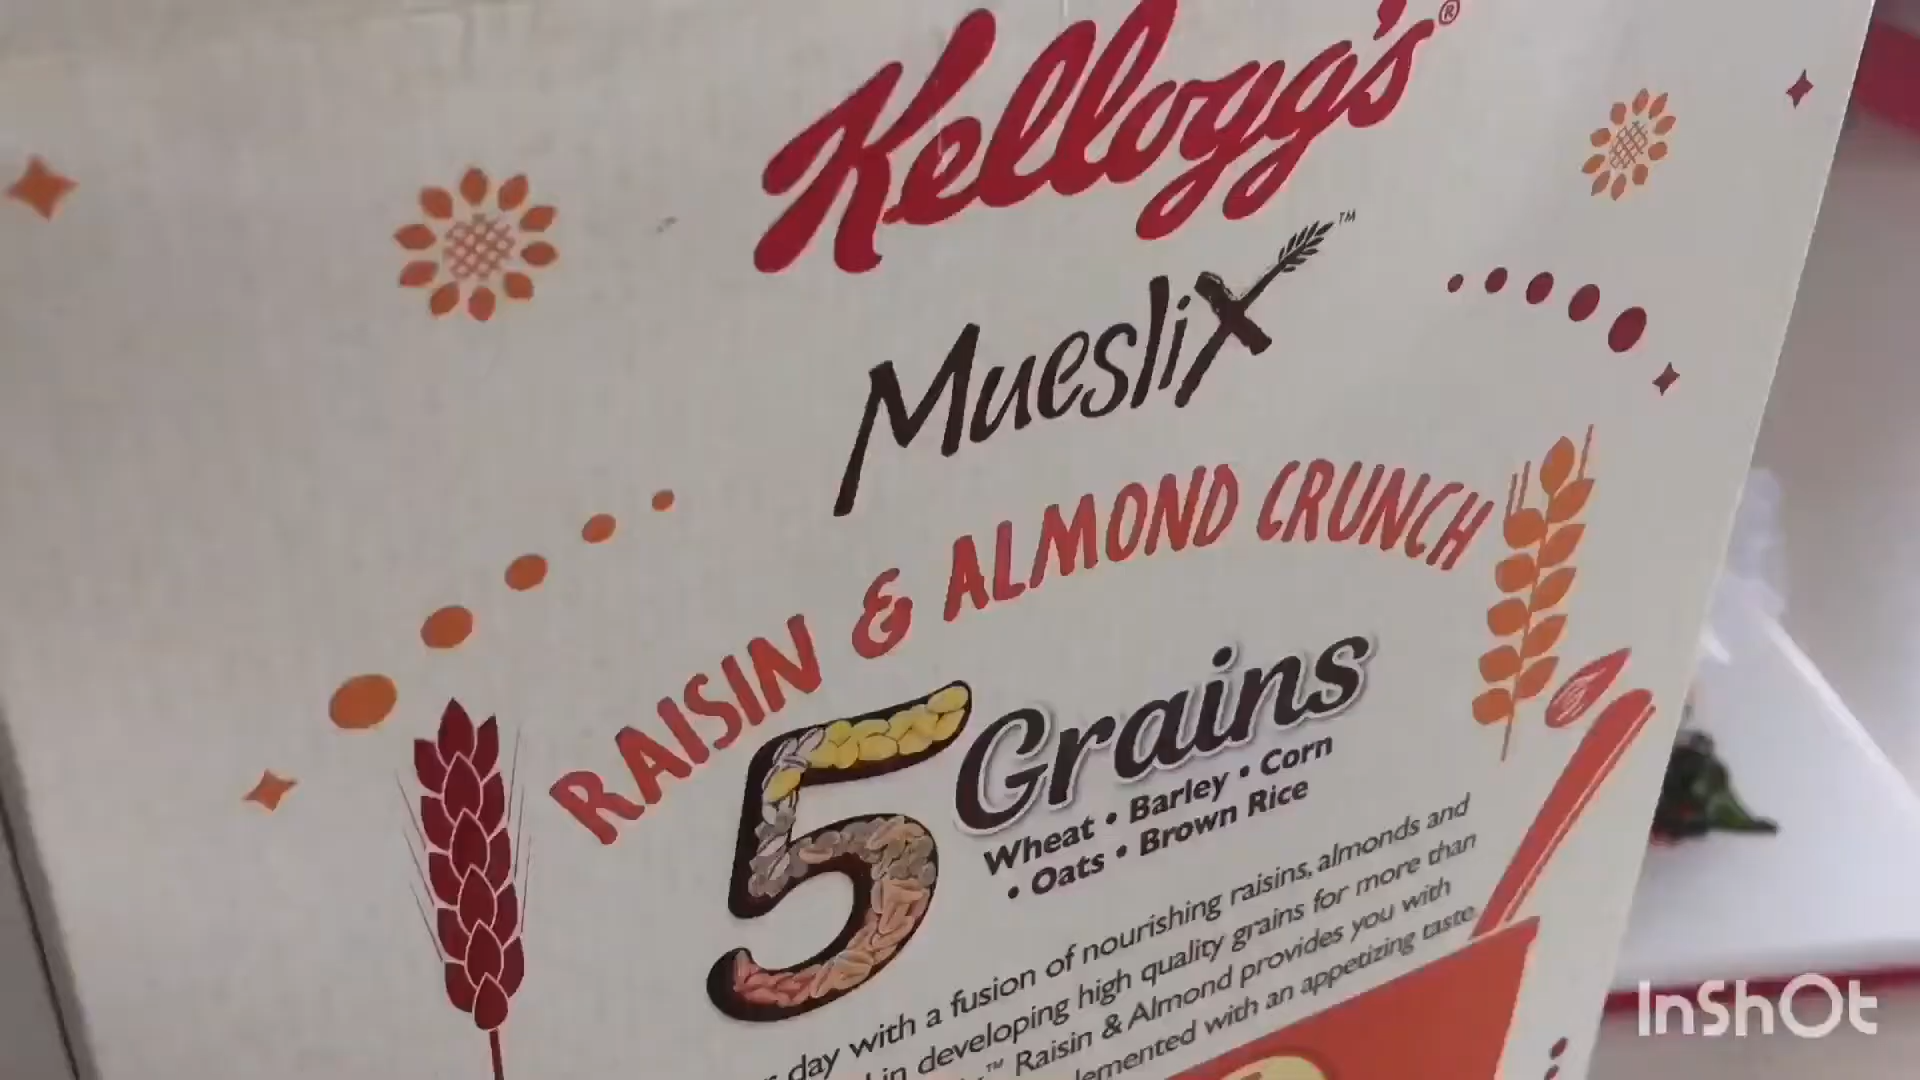 Kellogg's®
Mueslix™
RAISIN & ALMOND CRUNCH
5 Grains
Wheat • Barley • Corn
• Oats • Brown Rice
day with a fusion of nourishing raisins, almonds and
in developing high quality grains for more than
™ Raisin & Almond provides you with
with an appetizing taste
InShOt